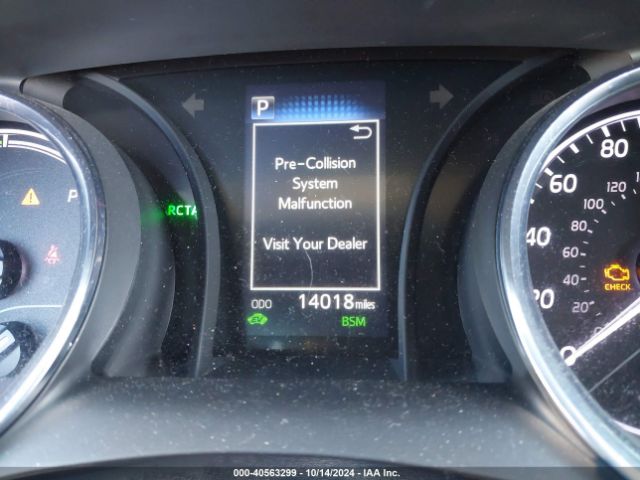 P
Pre-Collision
System
Malfunction
Visit Your Dealer
RCTA
ODO 14018 miles
EV BSM
P
80
60
40
20
0
120
100
80
60
40
20
CHECK
000-40563299 - 10/14/2024 - IAA Inc.